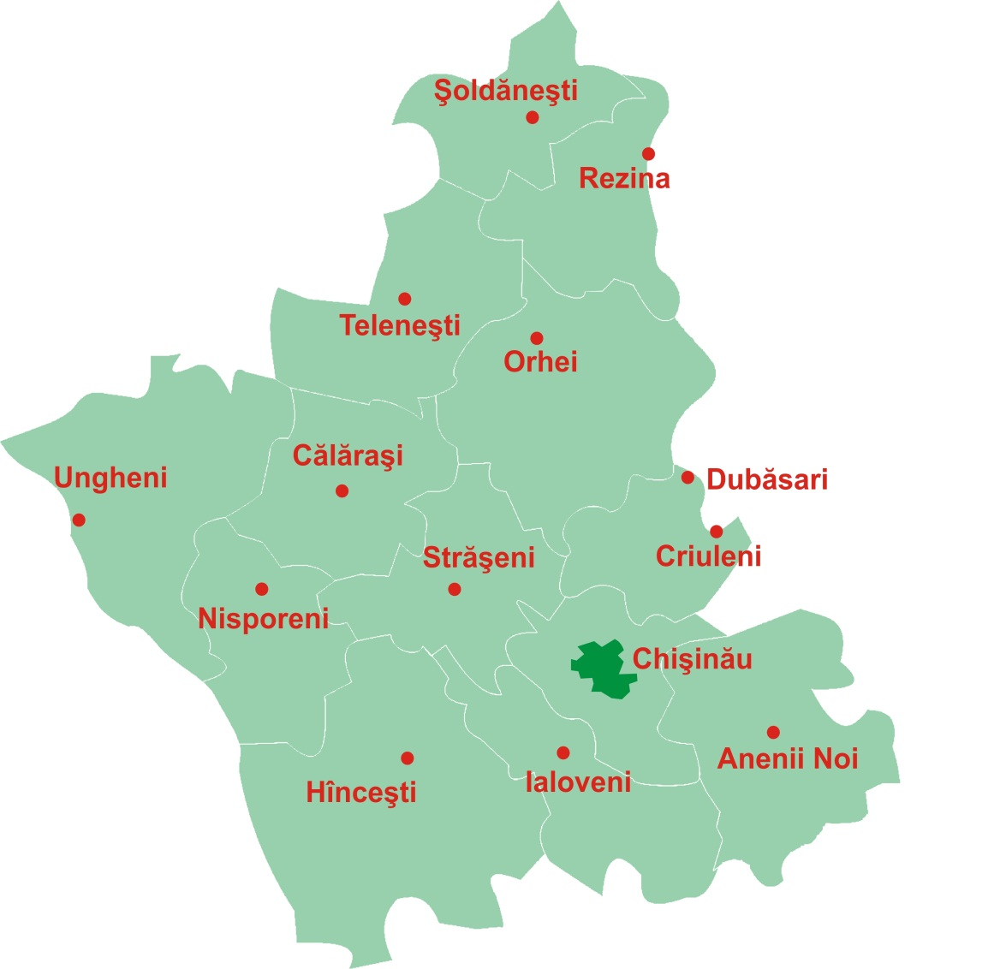 Şoldăneşti
Rezina
Teleneşti
Orhei
Călăraşi
Ungheni
Dubăsari
Străşeni
Criuleni
Nisporeni
Chişinău
Anenii Noi
Ialoveni
Hînceşti